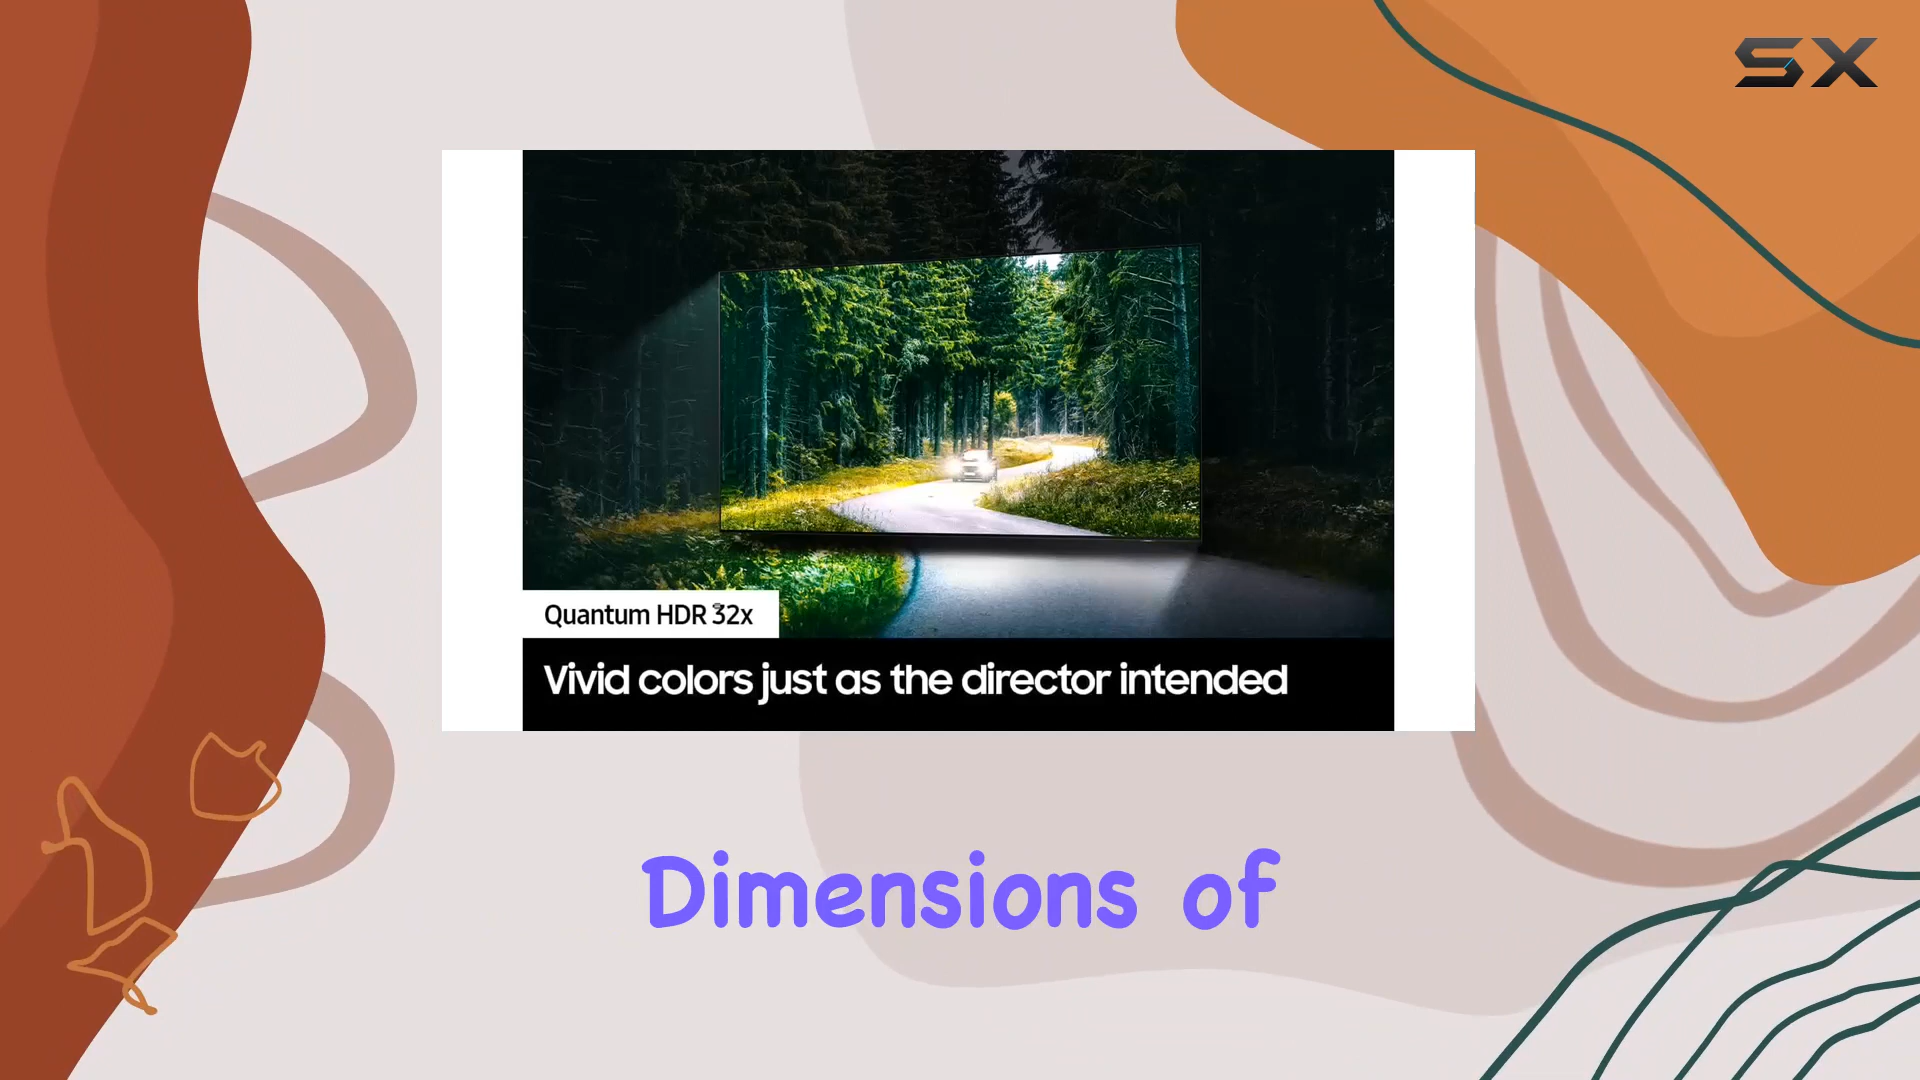 SX
Quantum HDR 32x
Vivid colors just as the director intended
Dimensions of